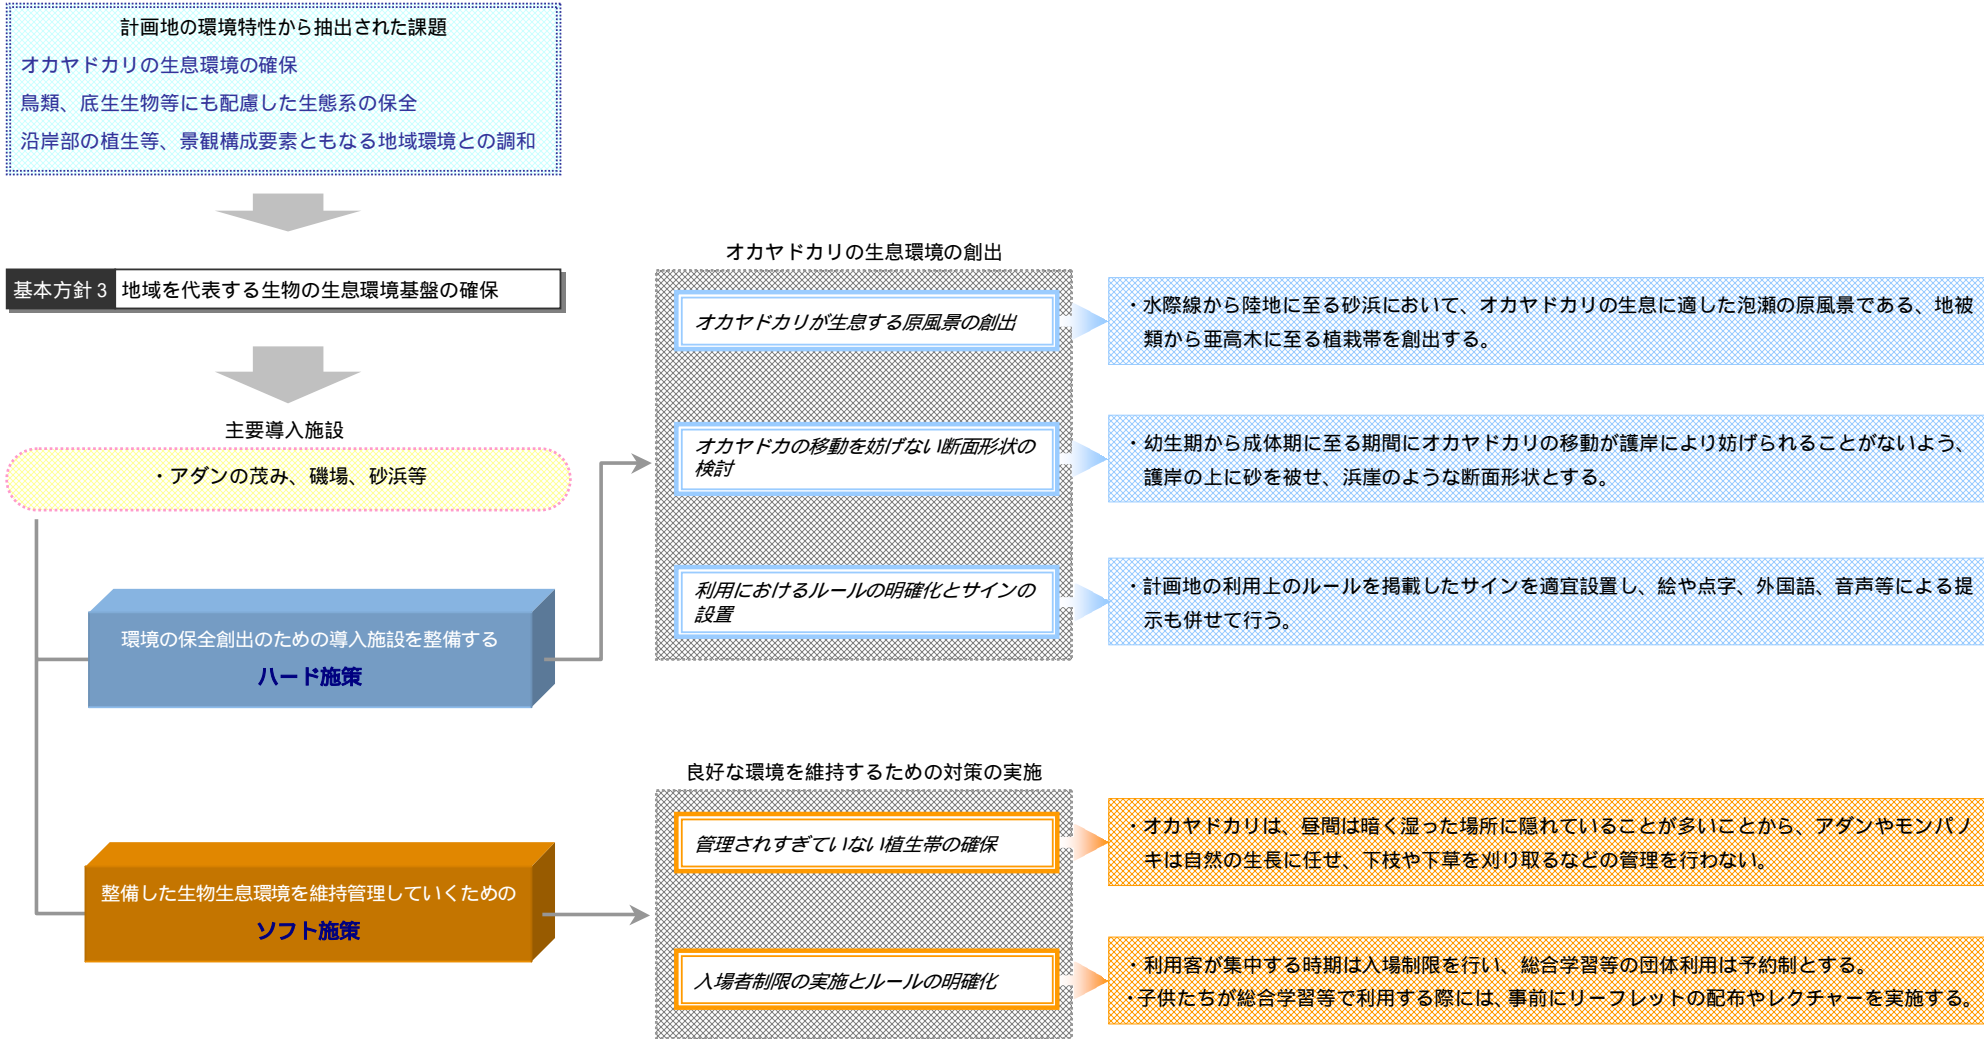 計画地の環境特性から抽出された課題
オカヤドカリの生息環境の確保
鳥類、底生生物等にも配慮した生態系の保全
沿岸部の植生等、景観構成要素ともなる地域環境との調和
基本方針3 地域を代表する生物の生息環境基盤の確保
主要導入施設
・アダンの茂み、磯場、砂浜等
環境の保全創出のための導入施設を整備する
ハード施策
整備した生物生息環境を維持管理していくための
ソフト施策
オカヤドカリの生息環境の創出
オカヤドカリが生息する原風景の創出
・水際線から陸地に至る砂浜において、オカヤドカリの生息に適した泡瀬の原風景である、地被
類から亜高木に至る植栽帯を創出する。
オカヤドカの移動を妨げない断面形状の
検討
・幼生期から成体期に至る期間にオカヤドカリの移動が護岸により妨げられることがないよう、
護岸の上に砂を被せ、浜崖のような断面形状とする。
利用におけるルールの明確化とサインの
設置
・計画地の利用上のルールを掲載したサインを適宜設置し、絵や点字、外国語、音声等による提
示も併せて行う。
良好な環境を維持するための対策の実施
管理されすぎていない植生帯の確保
・オカヤドカリは、昼間は暗く湿った場所に隠れていることが多いことから、アダンやモンパノ
キは自然の生長に任せ、下枝や下草を刈り取るなどの管理を行わない。
入場者制限の実施とルールの明確化
・利用客が集中する時期は入場制限を行い、総合学習等の団体利用は予約制とする。
・子供たちが総合学習等で利用する際には、事前にリーフレットの配布やレクチャーを実施する。